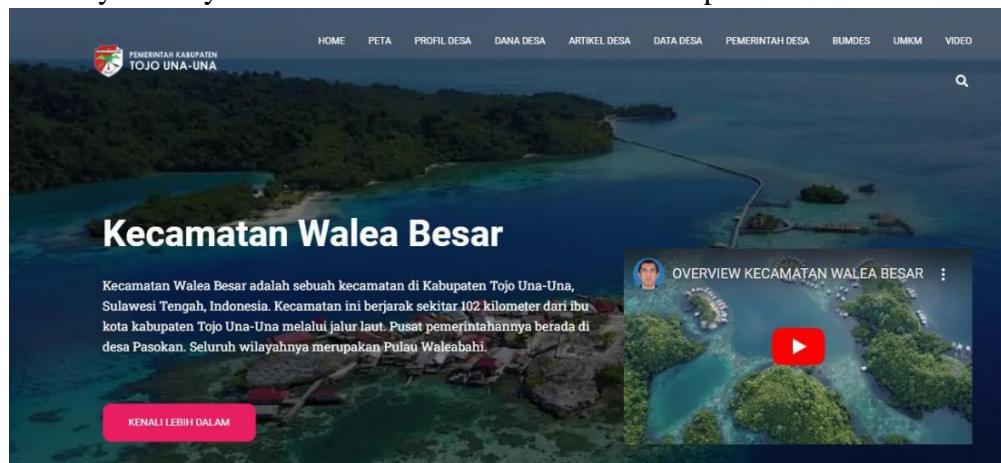 PEMERINTAH KABUPATEN
TOJO UNA-UNA
HOME PETA PROFIL DESA DANA DESA ARTIKEL DESA DATA DESA PEMERINTAH DESA BUMDES UMKM VIDEO
Kecamatan Walea Besar
Kecamatan Walea Besar adalah sebuah kecamatan di Kabupaten Tojo Una-Una,
Sulawesi Tengah, Indonesia. Kecamatan ini berjarak sekitar 102 kilometer dari ibu
kota kabupaten Tojo Una-Una melalui jalur laut. Pusat pemerintahannya berada di
desa Pasokan. Seluruh wilayahnya merupakan Pulau Waleabahi.
KENALI LEBIH DALAM
OVERVIEW KECAMATAN WALEA BESAR